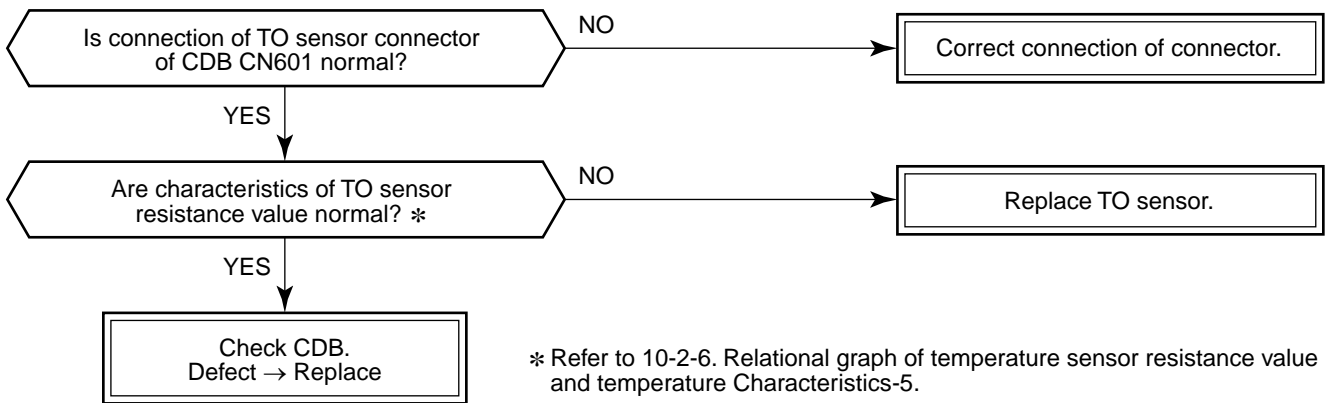 Is connection of TO sensor connector
of CDB CN601 normal?
NO
Correct connection of connector.
YES
Are characteristics of TO sensor
resistance value normal? *
NO
Replace TO sensor.
YES
Check CDB.
Defect → Replace
* Refer to 10-2-6. Relational graph of temperature sensor resistance value
and temperature Characteristics-5.